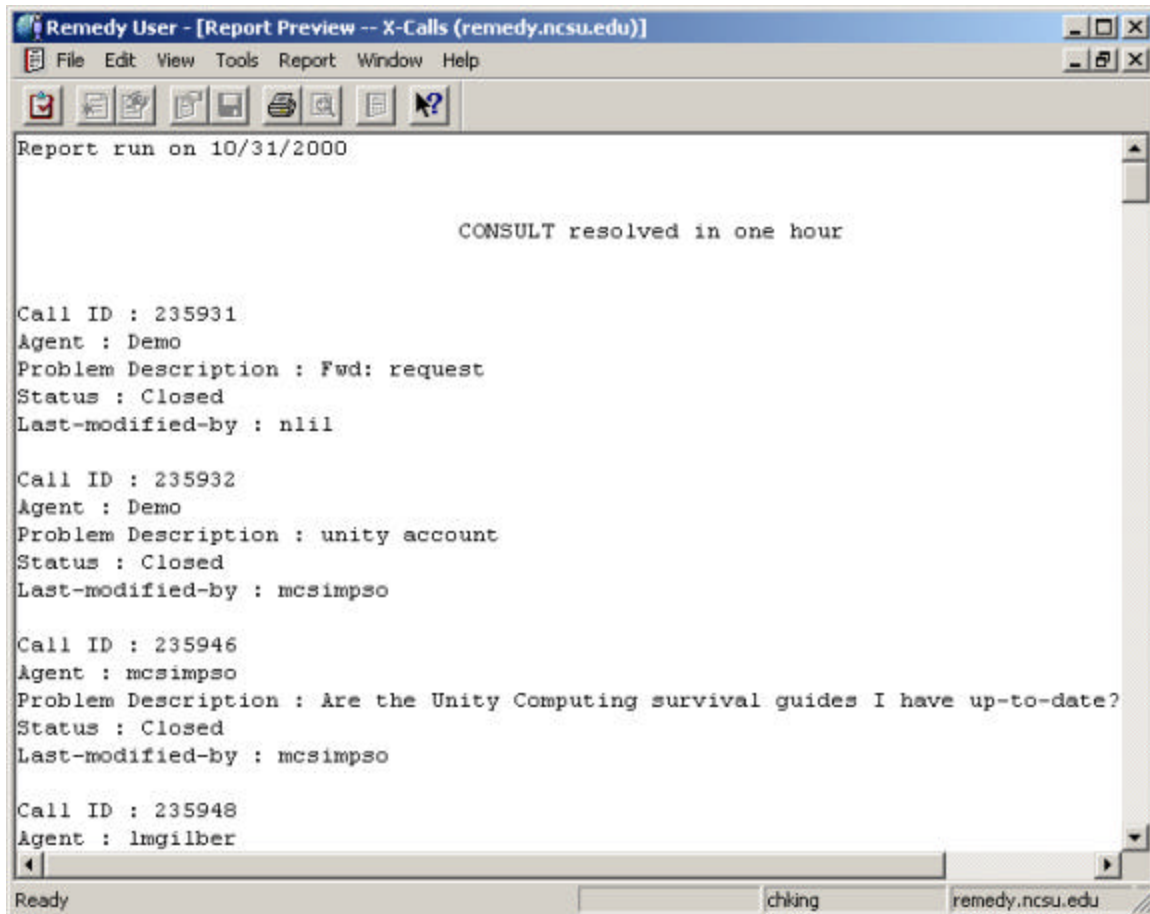 Remedy User - [Report Preview -- X-Calls (remedy.ncsu.edu)]
File Edit View Tools Report Window Help
Report run on 10/31/2000
CONSULT resolved in one hour
Call ID : 235931
Agent : Demo
Problem Description : Fwd: request
Status : Closed
Last-modified-by : nlil
Call ID : 235932
Agent : Demo
Problem Description : unity account
Status : Closed
Last-modified-by : mcsimpso
Call ID : 235946
Agent : mcsimpso
Problem Description : Are the Unity Computing survival guides I have up-to-date?
Status : Closed
Last-modified-by : mcsimpso
Call ID : 235948
Agent : lmgilber
Ready chking remedy.ncsu.edu